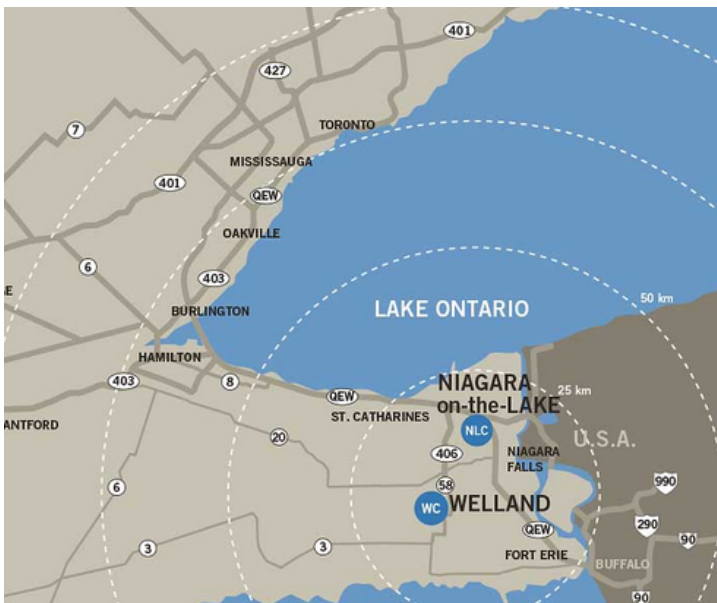 401
427
TORONTO
7
MISSISSAUGA
401
QEW
OAKVILLE
6
403
BURLINGTON
LAKE ONTARIO
50 km
HAMILTON
403
8
QEW
NIAGARA
on-the-LAKE
25 km
ST. CATHARINES
ANTFORD
20
NLC
U.S.A.
406
NIAGARA
FALLS
58
990
6
WC
WELLAND
QEW
290
90
3
3
FORT ERIE
BUFFALO
90